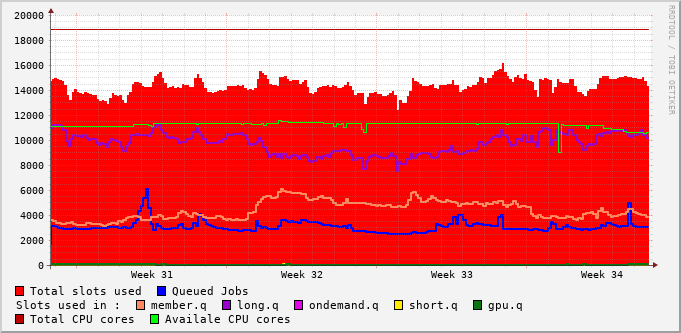 20000
18000
16000
14000
12000
10000
8000
6000
4000
2000
0
Week 31 Week 32 Week 33 Week 34
Total slots used Queued Jobs
Slots used in : member.q long.q ondemand.q short.q gpu.q
Total CPU cores Availale CPU cores
RRDTOOL / TOBI OETIKER